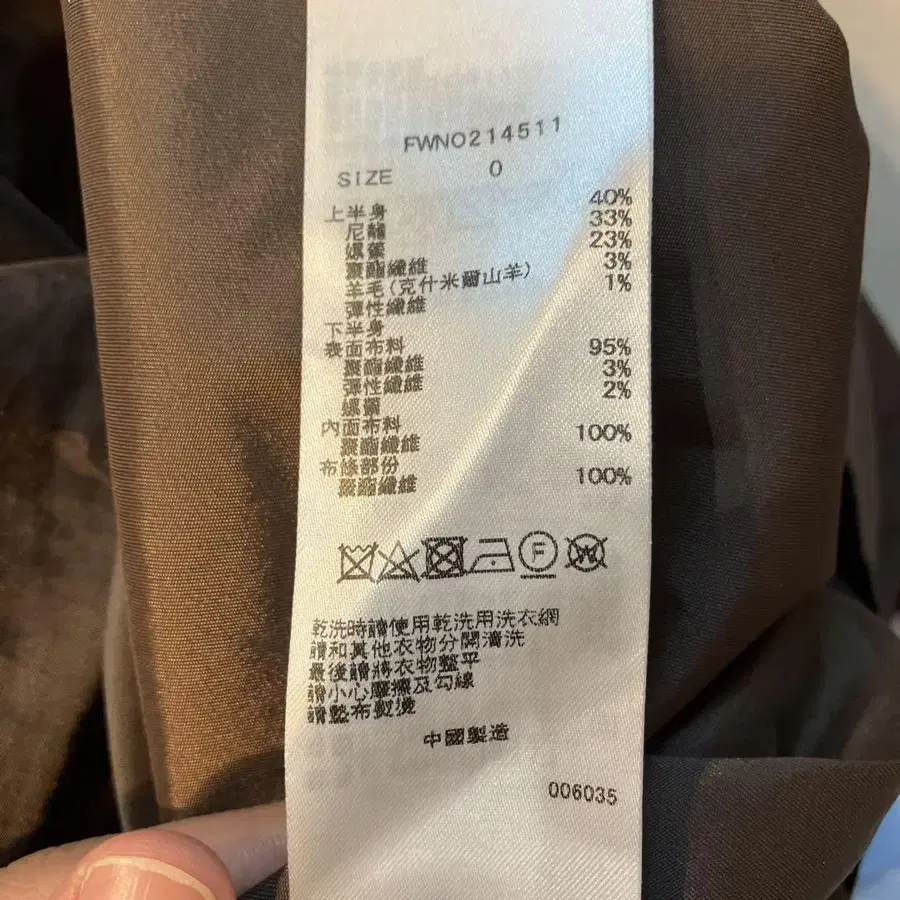 FWNO214511
SIZE 0
上半身
尼龍 40%
嫘縈 33%
聚酯纖維 23%
羊毛(克什米爾山羊) 3%
彈性纖維 1%
下半身
表面布料
聚酯纖維 95%
彈性纖維 3%
嫘縈 2%
內面布料
聚酯纖維 100%
布條部份
聚酯纖維 100%
F W
乾洗時請使用乾洗用洗衣網
請和其他衣物分開清洗
最後請將衣物整平
請小心摩擦及勾線
請墊布熨燙
中國製造
006035